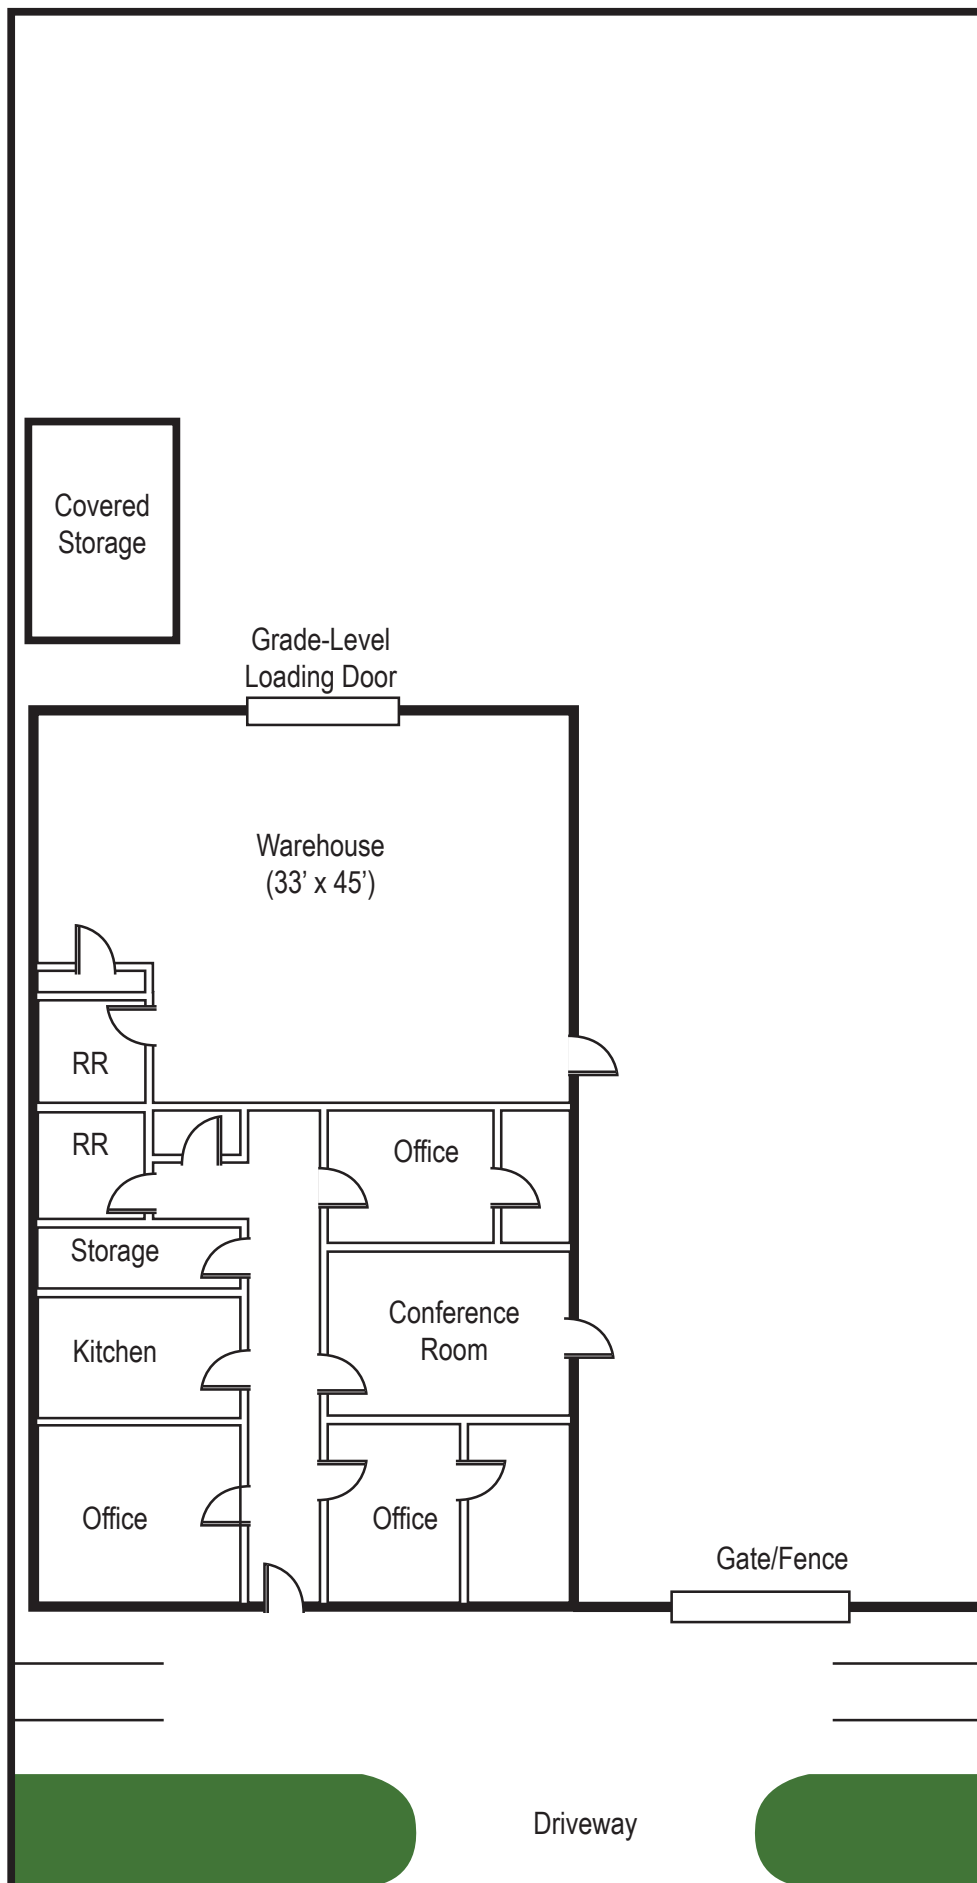 Covered
Storage
Grade-Level
Loading Door
Warehouse
(33’ x 45’)
RR
RR
Office
Storage
Conference
Room
Kitchen
Office
Office
Gate/Fence
Driveway